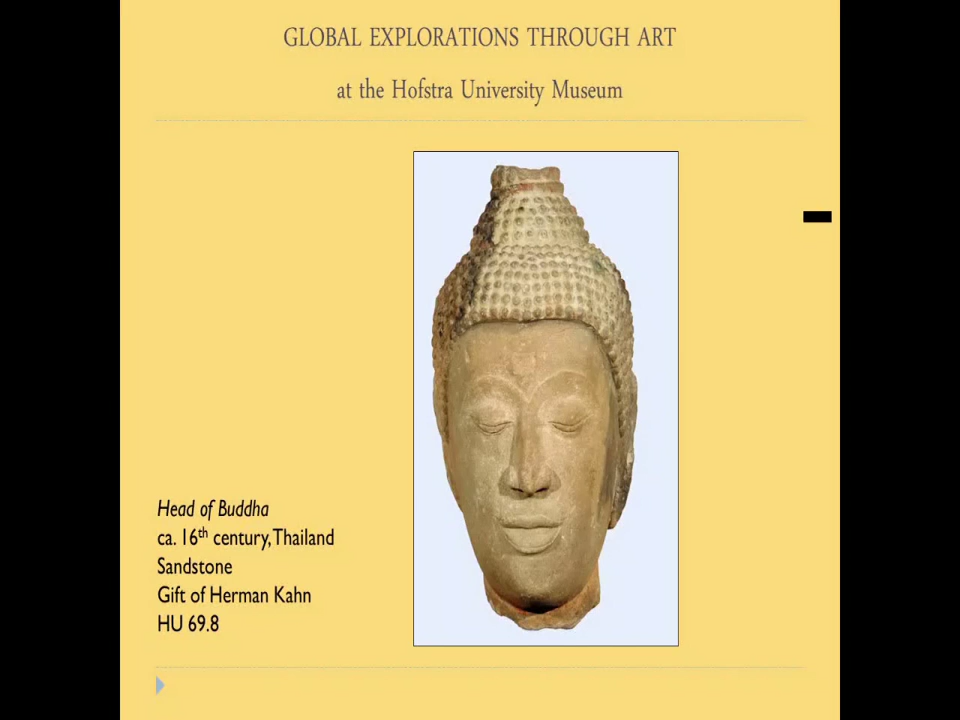 GLOBAL EXPLORATIONS THROUGH ART
at the Hofstra University Museum
Head of Buddha
ca. 16th century, Thailand
Sandstone
Gift of Herman Kahn
HU 69.8